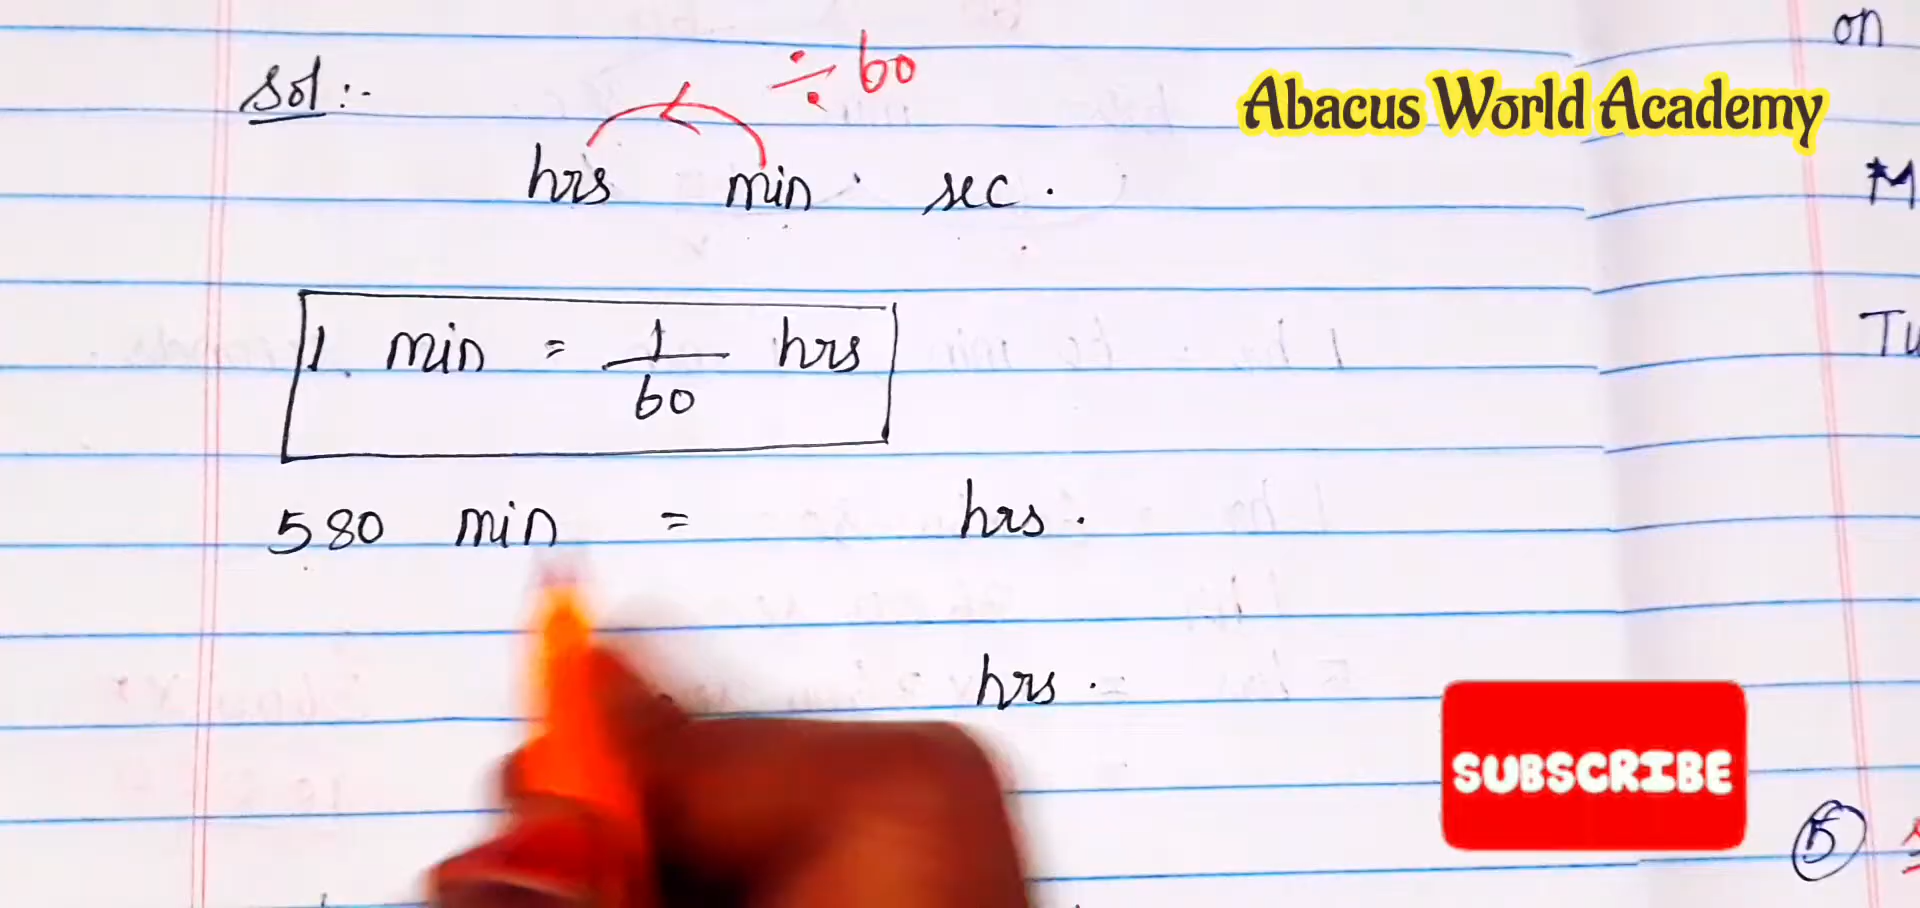 ÷ 60
Sol :-
hrs min . sec .
1 min = 1/60 hrs
580 min = hrs .
hrs .
Abacus World Academy
SUBSCRIBE
on
*M
Tu
5